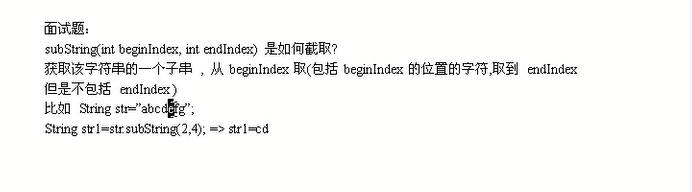 面试题：
subString(int beginIndex, int endIndex) 是如何截取?
获取该字符串的一个子串 , 从 beginIndex 取(包括 beginIndex 的位置的字符,取到 endIndex
但是不包括 endIndex)
比如 String str="abcdefg";
String str1=str.subString(2,4); => str1=cd